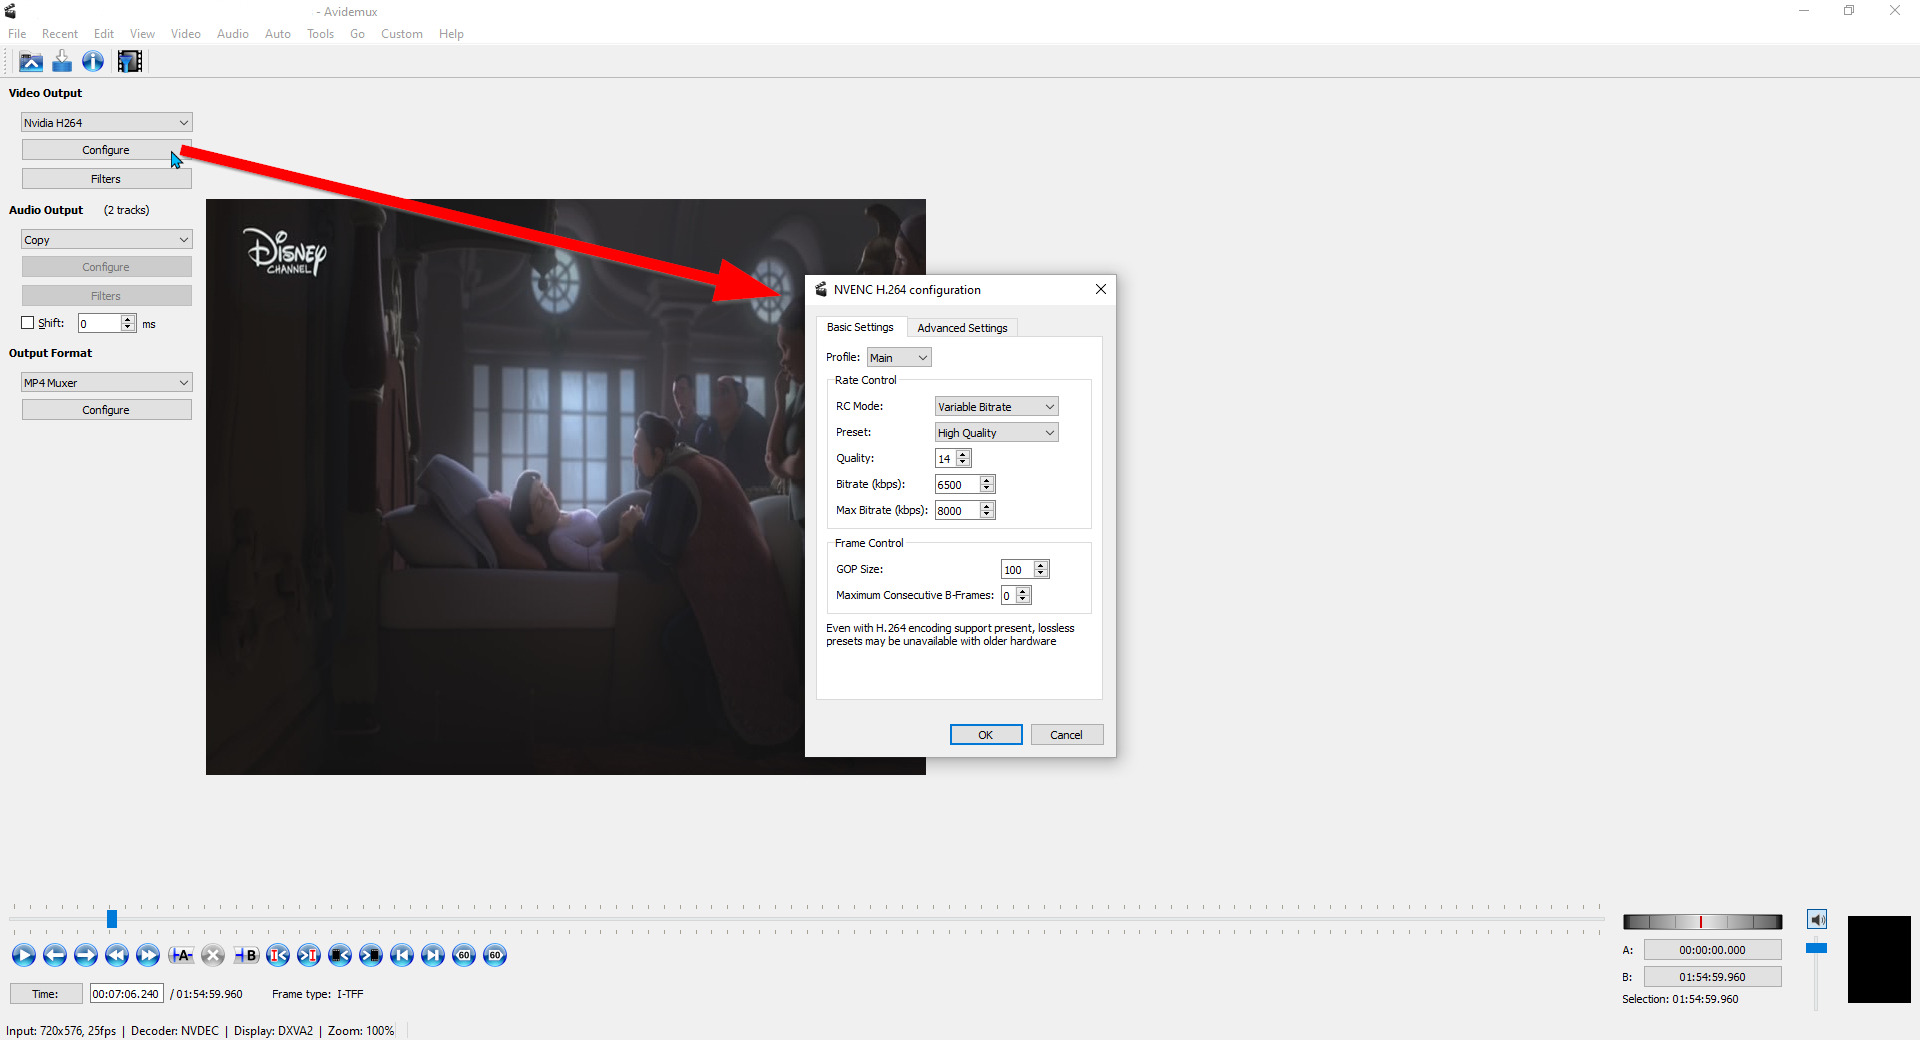 - Avidemux
File Recent Edit View Video Audio Auto Tools Go Custom Help
Video Output
Nvidia H264
Configure
Filters
Audio Output (2 tracks)
Copy
Configure
Filters
Shift: 0 ms
Output Format
MP4 Muxer
Configure
DISNEY
CHANNEL
NVENC H.264 configuration
Basic Settings Advanced Settings
Profile: Main
Rate Control
RC Mode: Variable Bitrate
Preset: High Quality
Quality: 14
Bitrate (kbps): 6500
Max Bitrate (kbps): 8000
Frame Control
GOP Size: 100
Maximum Consecutive B-Frames: 0
Even with H.264 encoding support present, lossless
presets may be unavailable with older hardware
OK Cancel
A B 60 60
A: 00:00:00.000
B: 01:54:59.960
Selection: 01:54:59.960
Time: 00:07:06.240 / 01:54:59.960 Frame type: I-TFF
Input: 720x576, 25fps | Decoder: NVDEC | Display: DXVA2 | Zoom: 100%